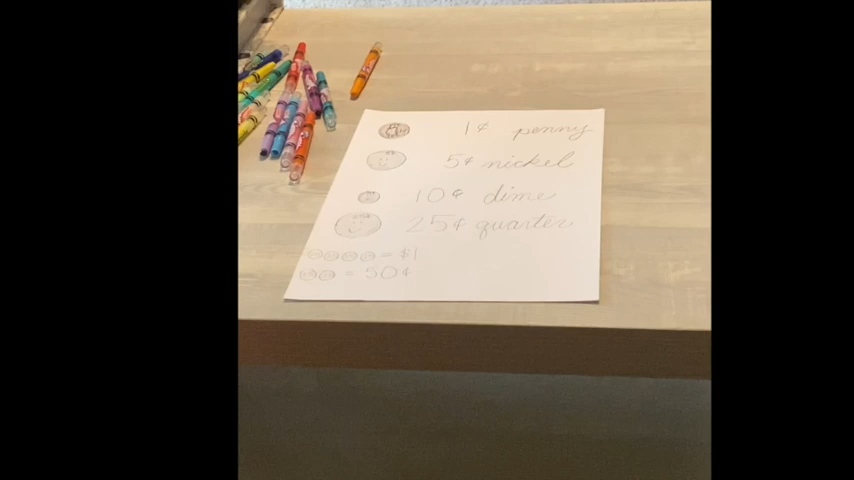 1¢ penny
5¢ nickel
10¢ dime
25¢ quarter
= $1
= 50¢